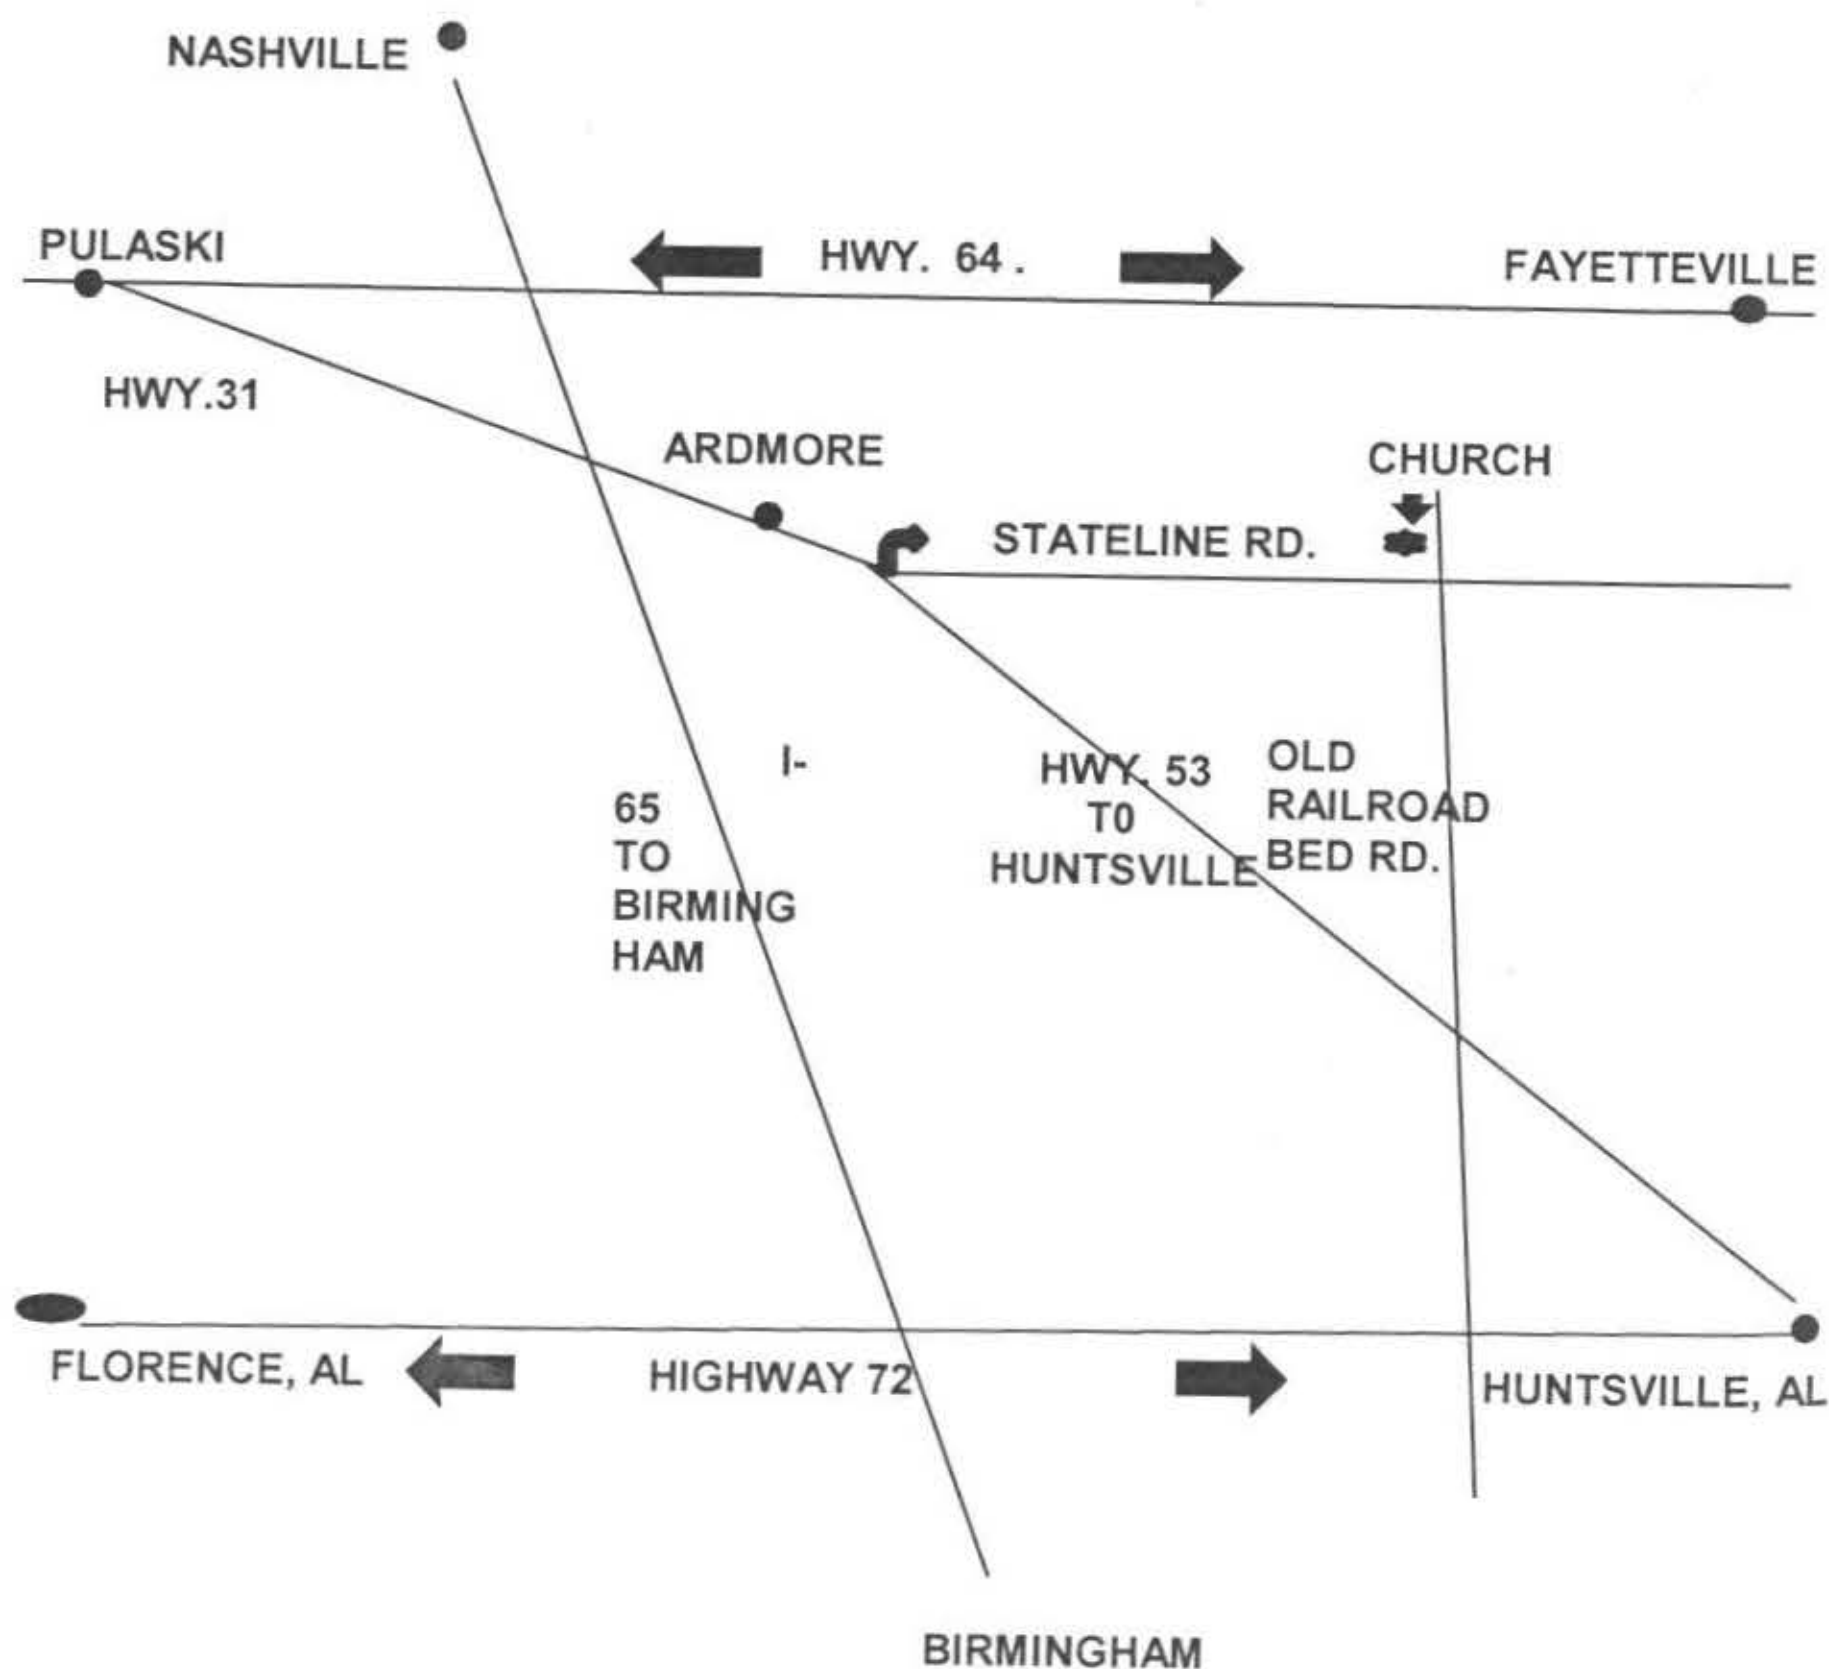 NASHVILLE
PULASKI
HWY. 64 .
FAYETTEVILLE
HWY.31
ARDMORE
CHURCH
STATELINE RD.
I-
65
TO
BIRMING
HAM
HWY. 53
T0
HUNTSVILLE
OLD
RAILROAD
BED RD.
FLORENCE, AL
HIGHWAY 72
HUNTSVILLE, AL
BIRMINGHAM